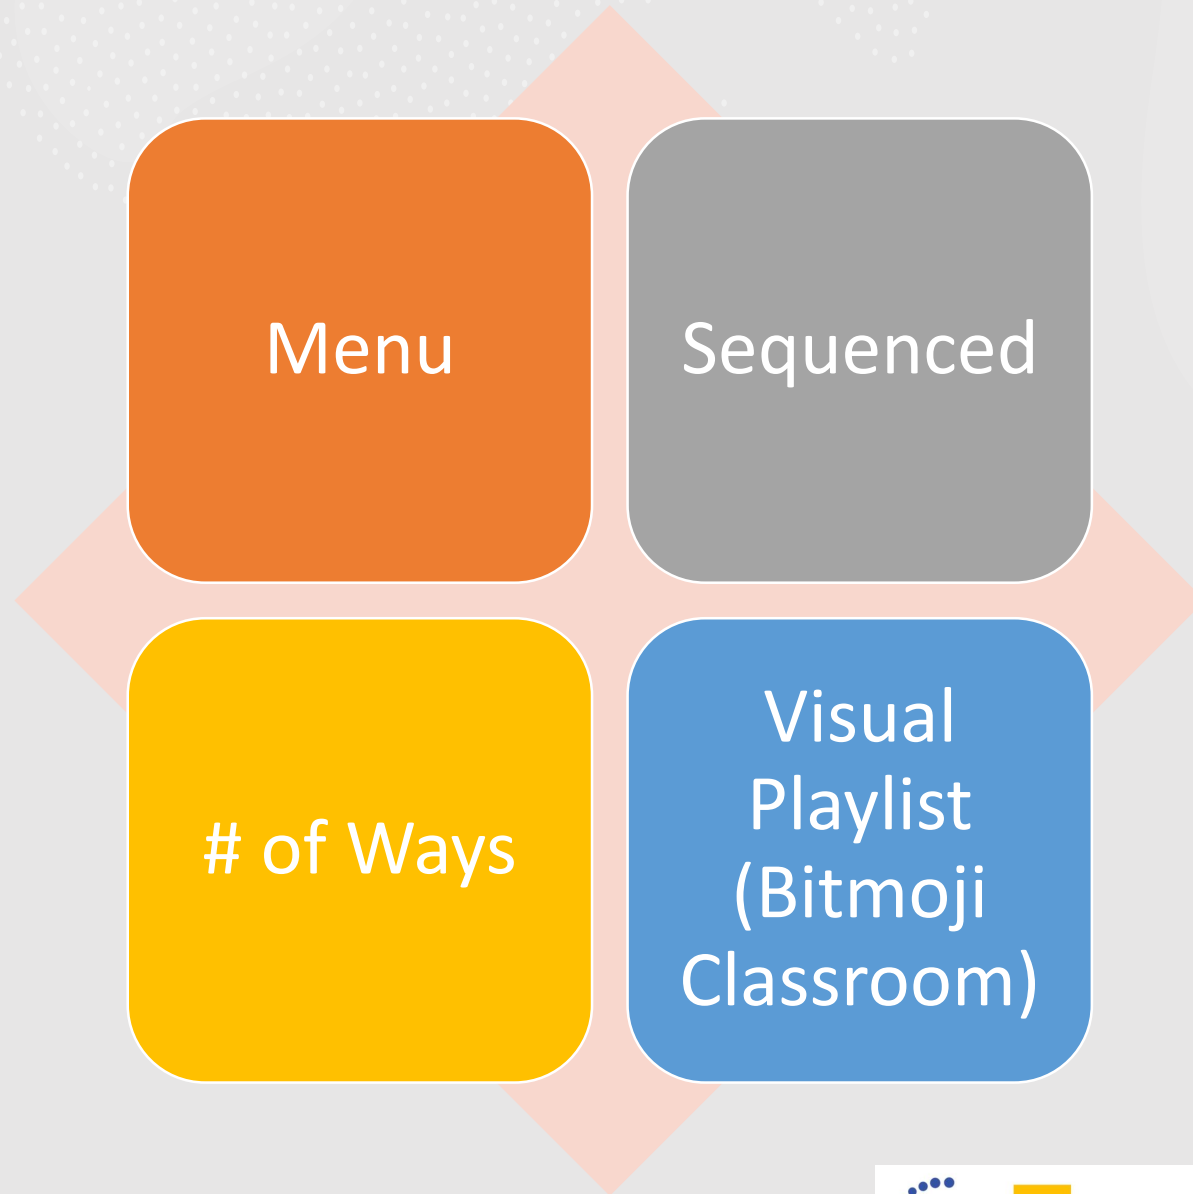 Menu
Sequenced
# of Ways
Visual
Playlist
(Bitmoji
Classroom)